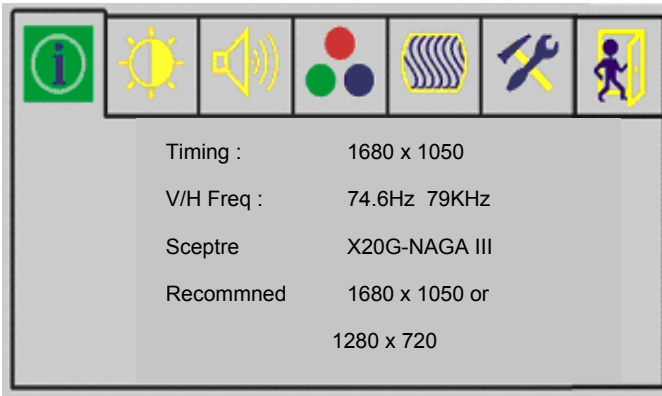 Timing : 1680 x 1050
V/H Freq : 74.6Hz 79KHz
Sceptre X20G-NAGA III
Recommned 1680 x 1050 or
1280 x 720